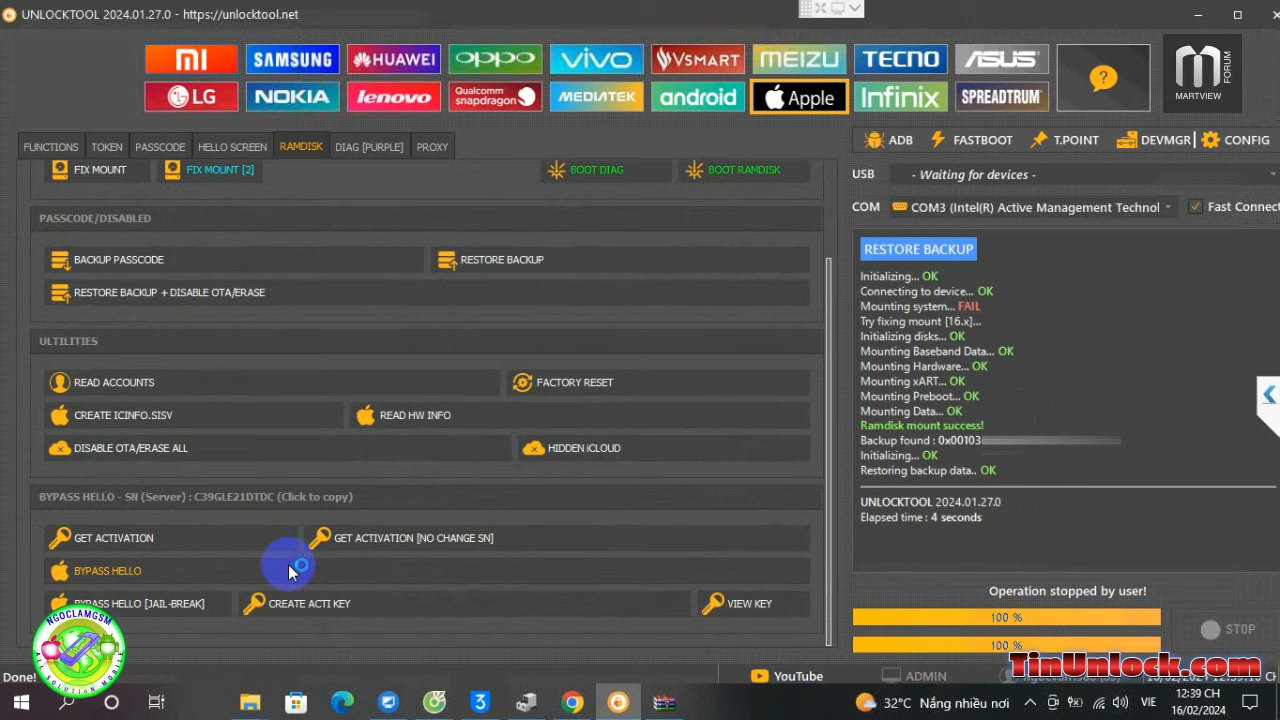 UNLOCKTOOL 2024.01.27.0 - https://unlocktool.net
MI SAMSUNG HUAWEI oppo vivo VSMART MEIZU TECNO ASUS
LG NOKIA lenovo Qualcomm snapdragon MEDIATEK android Apple Infinix SPREADTRUM
?
MARTVIEW
FORUM
FUNCTIONS TOKEN PASSCODE HELLO SCREEN RAMDISK DIAG [PURPLE] PROXY
ADB FASTBOOT T.POINT DEVMGR CONFIG
FIX MOUNT FIX MOUNT [2] BOOT DIAG BOOT RAMDISK
USB - Waiting for devices -
COM COM3 (Intel(R) Active Management Technol Fast Connect
PASSCODE/DISABLED
BACKUP PASSCODE RESTORE BACKUP
RESTORE BACKUP + DISABLE OTA/ERASE
ULTILITIES
READ ACCOUNTS FACTORY RESET
CREATE ICINFO.SISV READ HW INFO
DISABLE OTA/ERASE ALL HIDDEN iCLOUD
BYPASS HELLO - SN (Server) : C39GLE21DTDC (Click to copy)
GET ACTIVATION GET ACTIVATION [NO CHANGE SN]
BYPASS HELLO
BYPASS HELLO [JAIL-BREAK] CREATE ACTI KEY VIEW KEY
RESTORE BACKUP
Initializing... OK
Connecting to device... OK
Mounting system... FAIL
Try fixing mount [16.x]...
Initializing disks... OK
Mounting Baseband Data... OK
Mounting Hardware... OK
Mounting xART... OK
Mounting Preboot... OK
Mounting Data... OK
Ramdisk mount success!
Backup found : 0x00103
Initializing... OK
Restoring backup data.. OK
UNLOCKTOOL 2024.01.27.0
Elapsed time : 4 seconds
Operation stopped by user!
100 %
100 %
STOP
NGOCLAMGSM
ALL SOLUTION MOBILE
TinUnlock.com
Done!
YouTube ADMIN
32°C Nắng nhiều nơi VIE
12:39 CH
16/02/2024